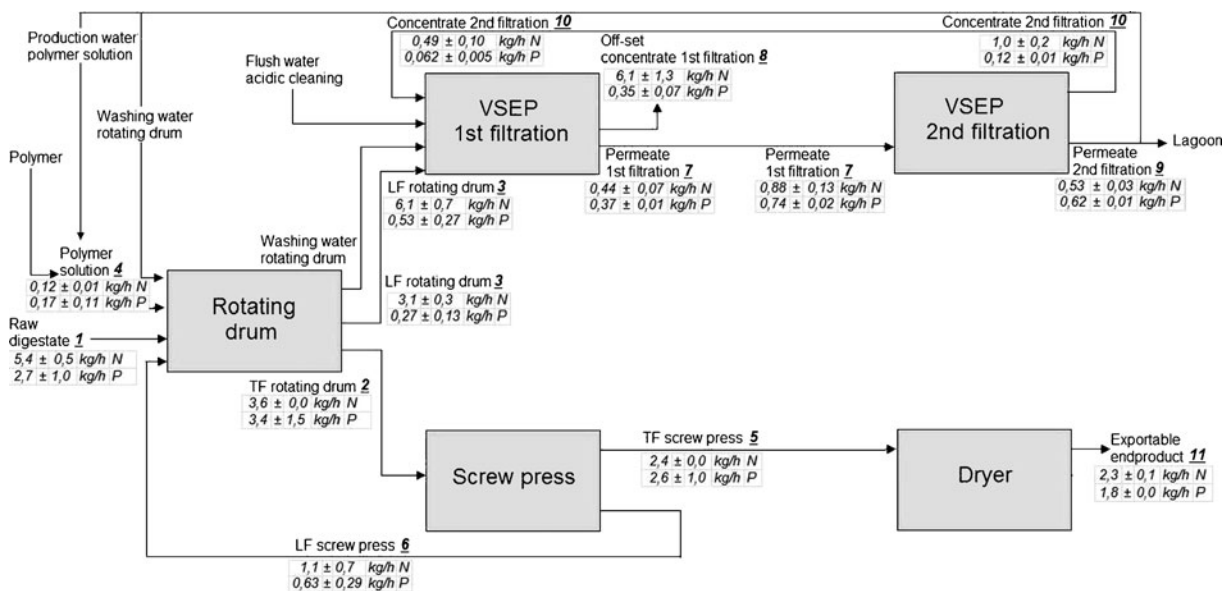 Production water
polymer solution
Concentrate 2nd filtration 10
0,49 ± 0,10 kg/h N
0,062 ± 0,005 kg/h P
Off-set
concentrate 1st filtration 8
6,1 ± 1,3 kg/h N
0,35 ± 0,07 kg/h P
Concentrate 2nd filtration 10
1,0 ± 0,2 kg/h N
0,12 ± 0,01 kg/h P
Flush water
acidic cleaning
VSEP
1st filtration
VSEP
2nd filtration
Washing water
rotating drum
Lagoon
Polymer
Permeate
1st filtration 7
0,44 ± 0,07 kg/h N
0,37 ± 0,01 kg/h P
Permeate
1st filtration 7
0,88 ± 0,13 kg/h N
0,74 ± 0,02 kg/h P
Permeate
2nd filtration 9
0,53 ± 0,03 kg/h N
0,62 ± 0,01 kg/h P
LF rotating drum 3
6,1 ± 0,7 kg/h N
0,53 ± 0,27 kg/h P
Washing water
rotating drum
Polymer
solution 4
0,12 ± 0,01 kg/h N
0,17 ± 0,11 kg/h P
LF rotating drum 3
3,1 ± 0,3 kg/h N
0,27 ± 0,13 kg/h P
Rotating
drum
Raw
digestate 1
5,4 ± 0,5 kg/h N
2,7 ± 1,0 kg/h P
TF rotating drum 2
3,6 ± 0,0 kg/h N
3,4 ± 1,5 kg/h P
Screw press
TF screw press 5
2,4 ± 0,0 kg/h N
2,6 ± 1,0 kg/h P
Dryer
Exportable
endproduct 11
2,3 ± 0,1 kg/h N
1,8 ± 0,0 kg/h P
LF screw press 6
1,1 ± 0,7 kg/h N
0,63 ± 0,29 kg/h P